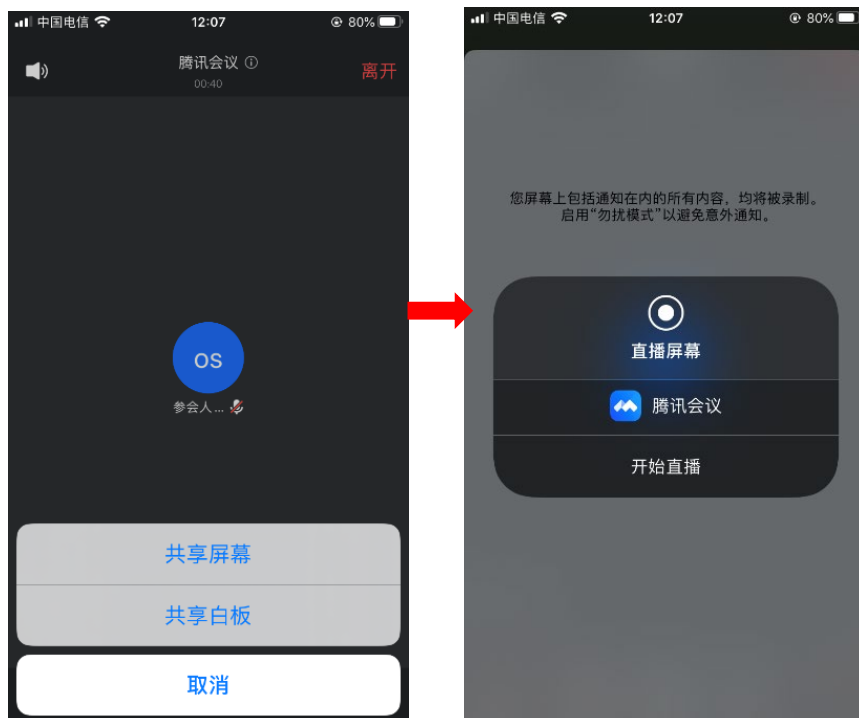 中国电信 12:07 80%
腾讯会议
离开
00:40
os
参会人...
共享屏幕
共享白板
取消
中国电信 12:07 80%
您屏幕上包括通知在内的所有内容，均将被录制。
启用“勿扰模式”以避免意外通知。
直播屏幕
腾讯会议
开始直播